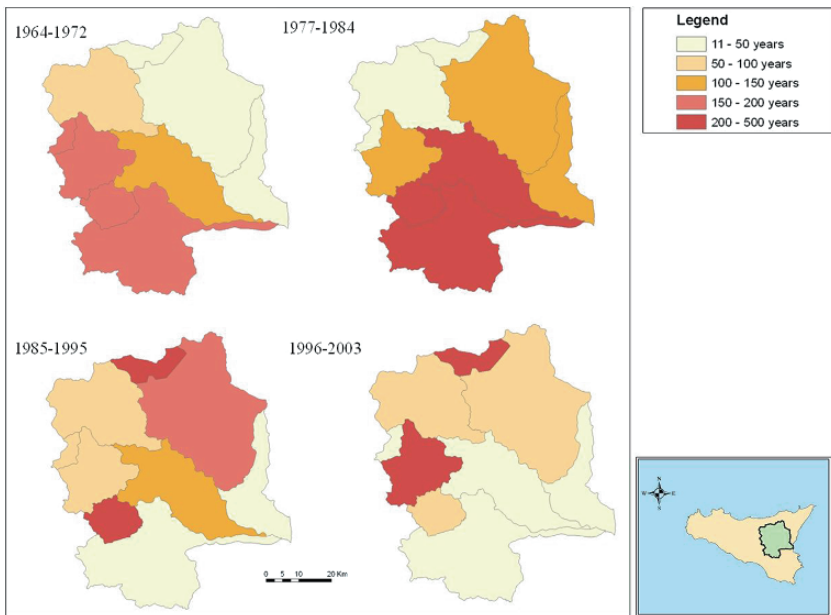 1964-1972
1977-1984
Legend
11 - 50 years
50 - 100 years
100 - 150 years
150 - 200 years
200 - 500 years
1985-1995
1996-2003
0 5 10 20 Km
N
W E
S